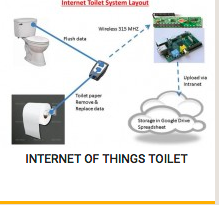 Internet Toilet System Layout
Wireless 315 MHZ
Flush data
Upload via
Intranet
Toilet paper
Remove &
Replace data
Storage in Google Drive
Spreadsheet
INTERNET OF THINGS TOILET